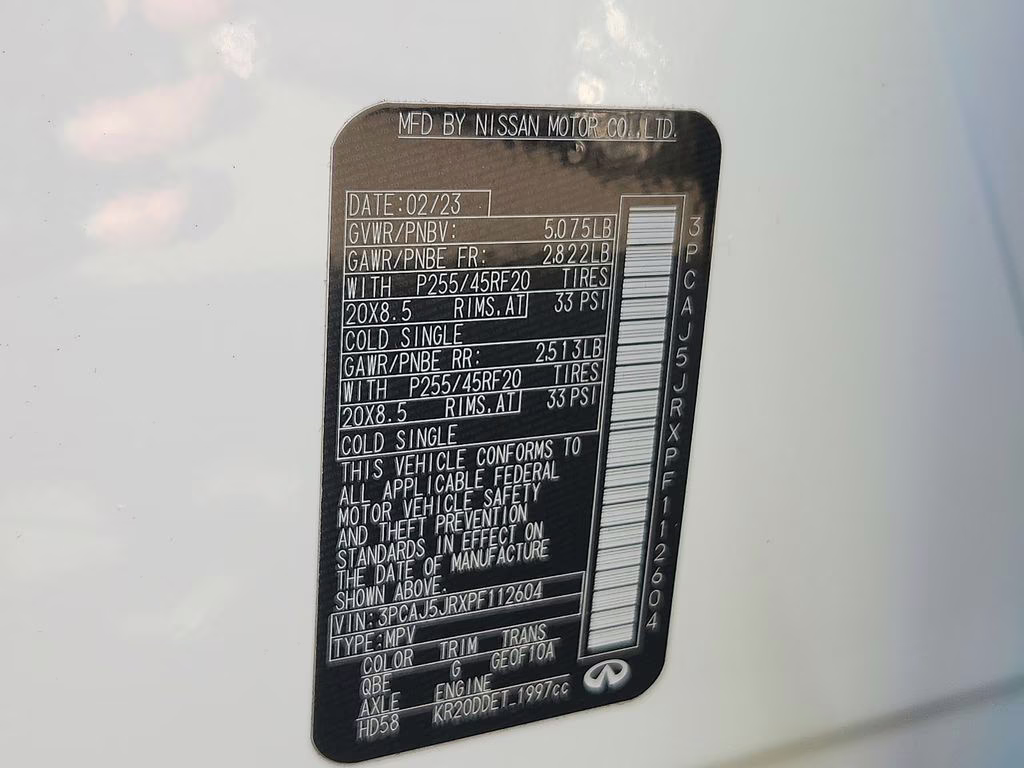 MFD BY NISSAN MOTOR CO.,LTD.
DATE:02/23
GVWR/PNBV: 5,075LB
GAWR/PNBE FR: 2,822LB
WITH P255/45RF20 TIRES
20X8.5 RIMS,AT 33 PSI
COLD SINGLE
GAWR/PNBE RR: 2,513LB
WITH P255/45RF20 TIRES
20X8.5 RIMS,AT 33 PSI
COLD SINGLE
THIS VEHICLE CONFORMS TO
ALL APPLICABLE FEDERAL
MOTOR VEHICLE SAFETY
AND THEFT PREVENTION
STANDARDS IN EFFECT ON
THE DATE OF MANUFACTURE
SHOWN ABOVE.
VIN:3PCAJ5JRXPF112604
TYPE:MPV
COLOR TRIM TRANS
QBE G GE0F10A
AXLE ENGINE
HD58 KR20DDET 1997cc
3PCAJ5JRXPF112604